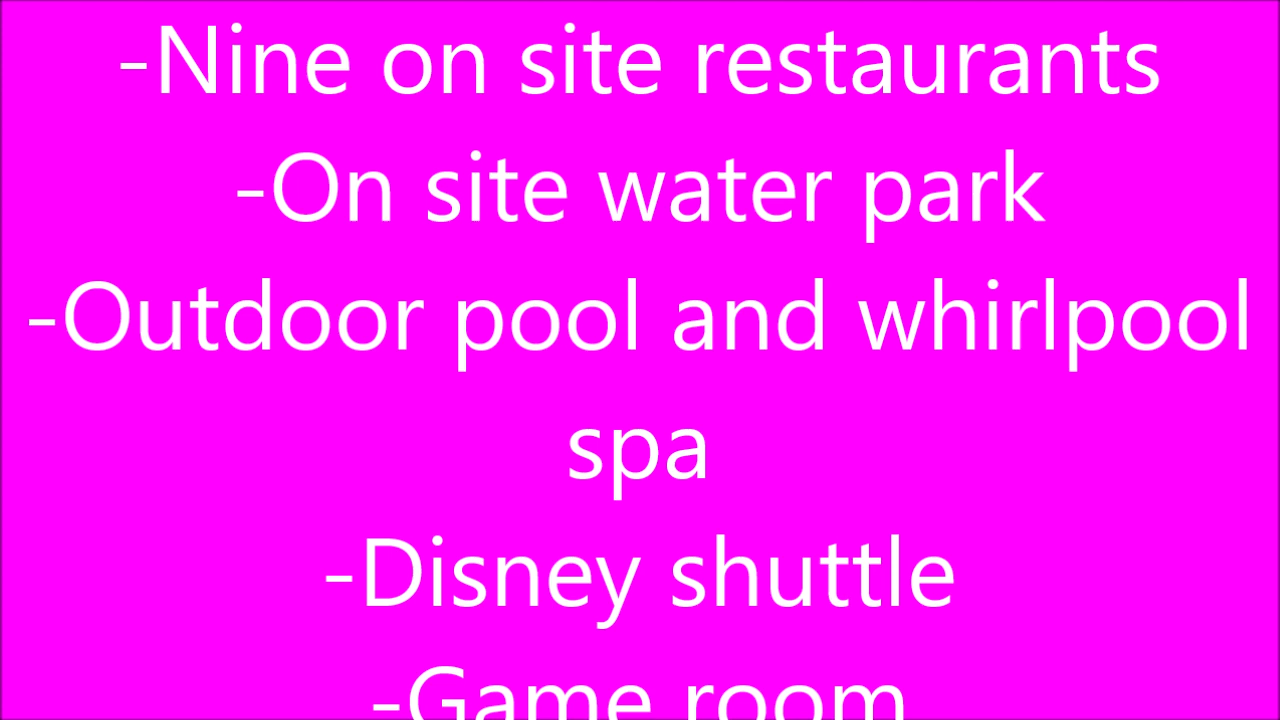 -Nine on site restaurants
-On site water park
-Outdoor pool and whirlpool
spa
-Disney shuttle
-Game room